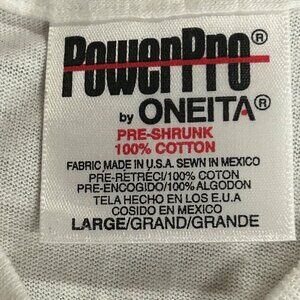 PowerPro®
by ONEITA®
PRE-SHRUNK
100% COTTON
FABRIC MADE IN U.S.A. SEWN IN MEXICO
PRE-RETRECI/100% COTON
PRE-ENCOGIDO/100% ALGODON
TELA HECHO EN LOS E.U.A
COSIDO EN MEXICO
LARGE/GRAND/GRANDE